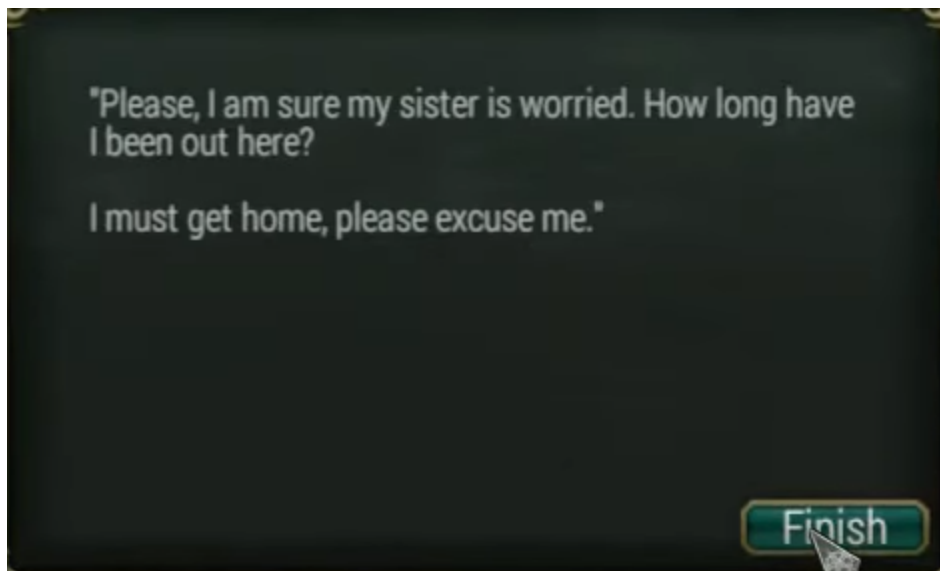 "Please, I am sure my sister is worried. How long have
I been out here?
I must get home, please excuse me."
Finish